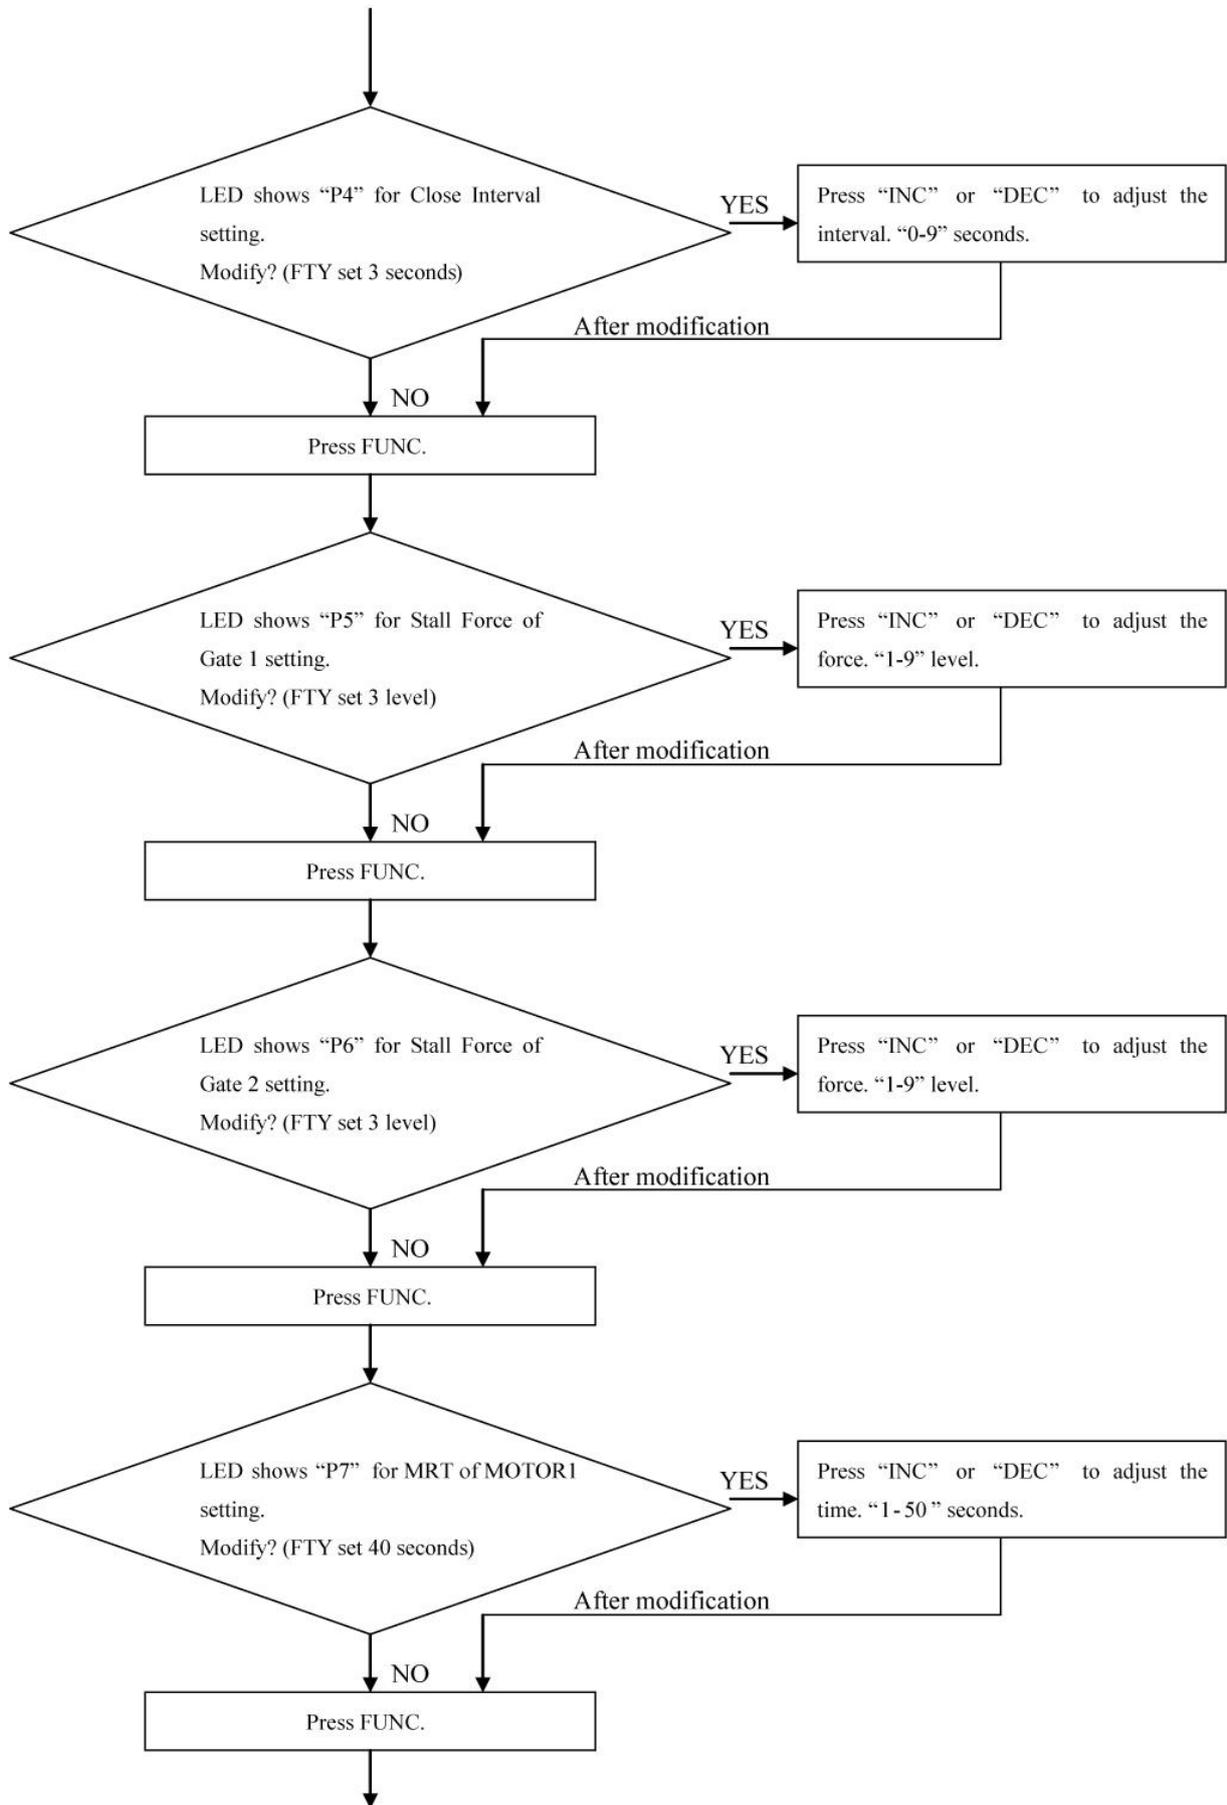 LED shows “P4” for Close Interval
setting.
Modify? (FTY set 3 seconds)
YES
Press “INC” or “DEC” to adjust the
interval. “0-9” seconds.
After modification
NO
Press FUNC.
LED shows “P5” for Stall Force of
Gate 1 setting.
Modify? (FTY set 3 level)
YES
Press “INC” or “DEC” to adjust the
force. “1-9” level.
After modification
NO
Press FUNC.
LED shows “P6” for Stall Force of
Gate 2 setting.
Modify? (FTY set 3 level)
YES
Press “INC” or “DEC” to adjust the
force. “1-9” level.
After modification
NO
Press FUNC.
LED shows “P7” for MRT of MOTOR1
setting.
Modify? (FTY set 40 seconds)
YES
Press “INC” or “DEC” to adjust the
time. “1-50” seconds.
After modification
NO
Press FUNC.